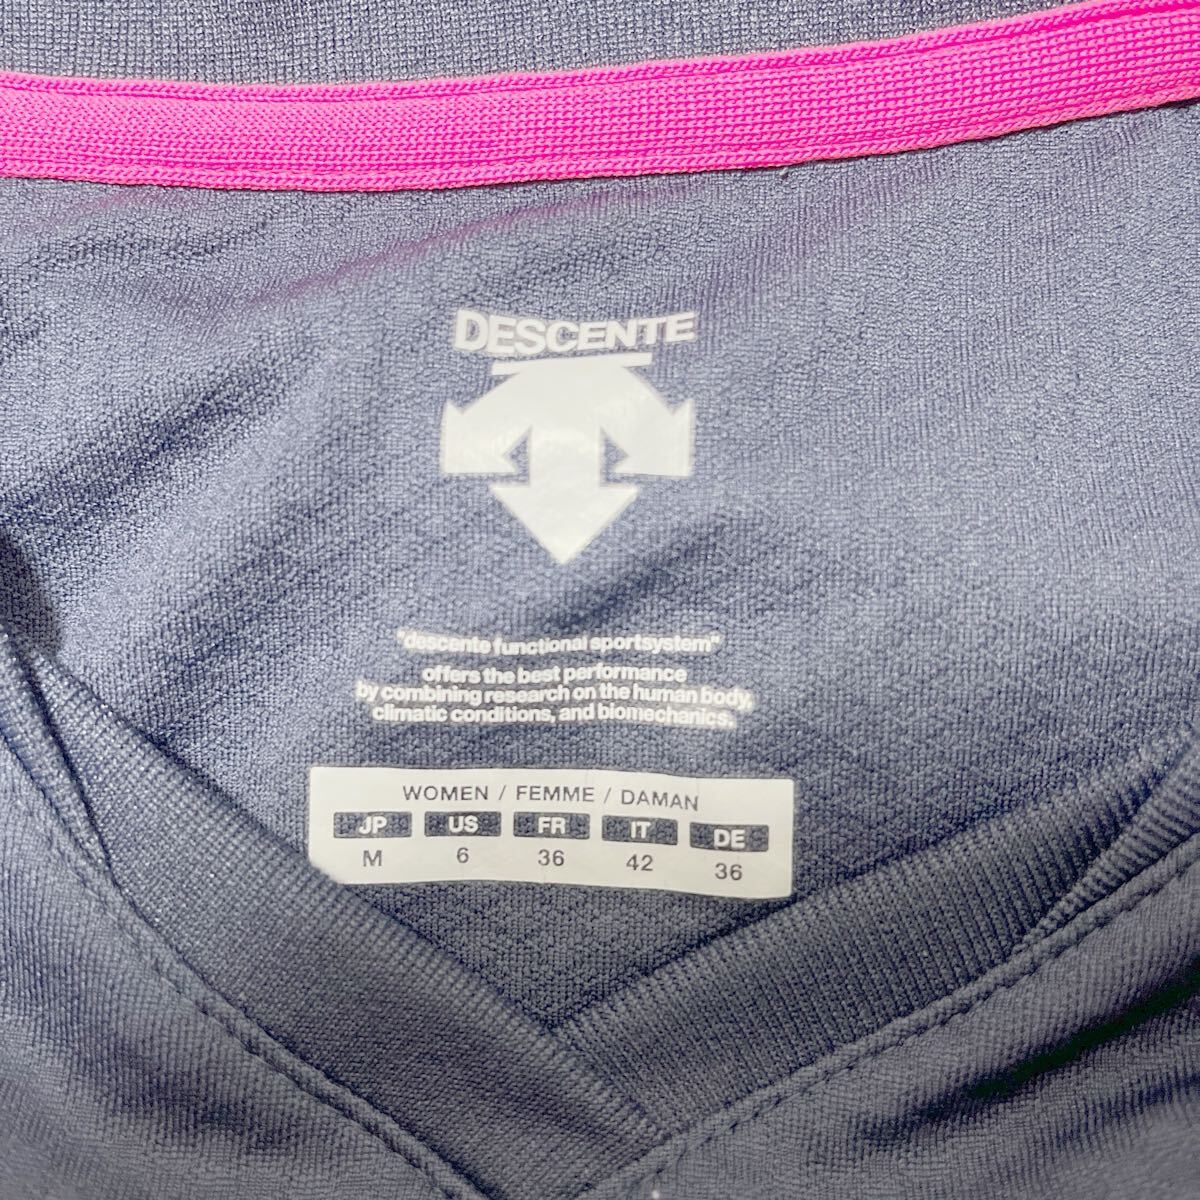 DESCENTE
"descente functional sportsystem"
offers the best performance
by combining research on the human body,
climatic conditions, and biomechanics.
WOMEN / FEMME / DAMAN
JP US FR IT DE
M 6 36 42 36